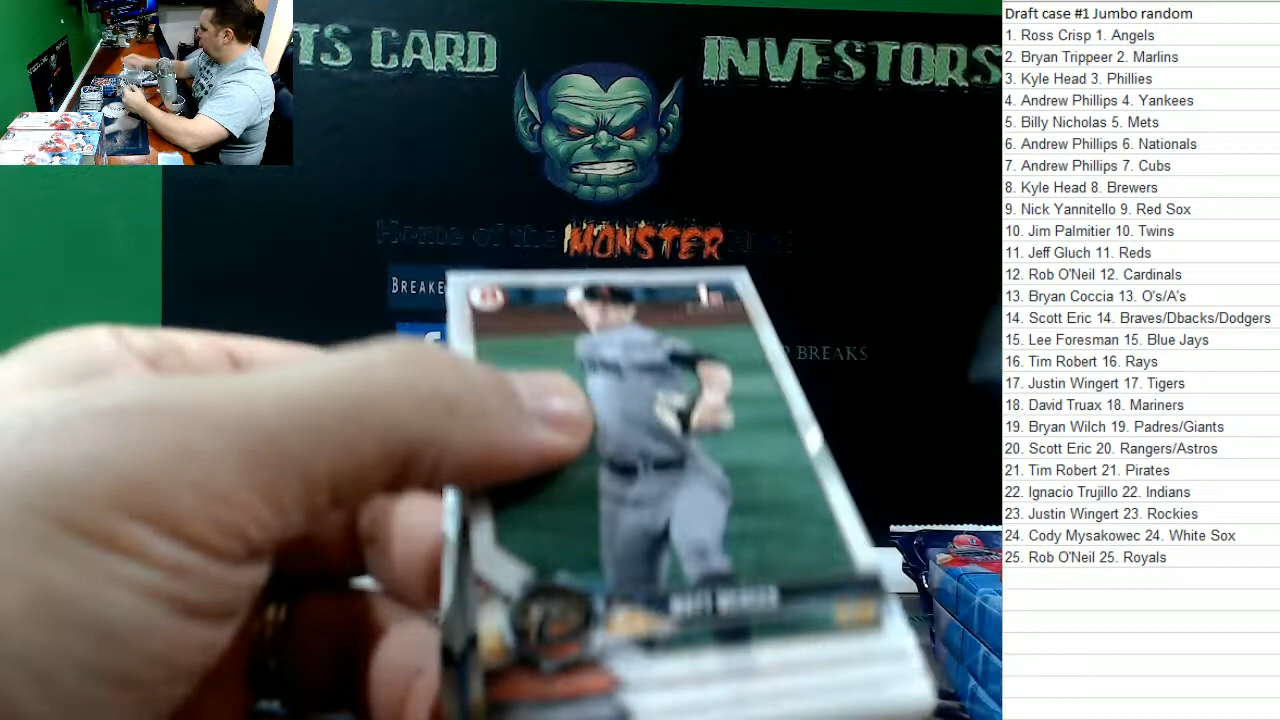 TS CARD INVESTORS
Home of the MONSTER
BREAKE
BREAKS
Draft case #1 Jumbo random
1. Ross Crisp 1. Angels
2. Bryan Trippeer 2. Marlins
3. Kyle Head 3. Phillies
4. Andrew Phillips 4. Yankees
5. Billy Nicholas 5. Mets
6. Andrew Phillips 6. Nationals
7. Andrew Phillips 7. Cubs
8. Kyle Head 8. Brewers
9. Nick Yannitello 9. Red Sox
10. Jim Palmitier 10. Twins
11. Jeff Gluch 11. Reds
12. Rob O'Neil 12. Cardinals
13. Bryan Coccia 13. O's/A's
14. Scott Eric 14. Braves/Dbacks/Dodgers
15. Lee Foresman 15. Blue Jays
16. Tim Robert 16. Rays
17. Justin Wingert 17. Tigers
18. David Truax 18. Mariners
19. Bryan Wilch 19. Padres/Giants
20. Scott Eric 20. Rangers/Astros
21. Tim Robert 21. Pirates
22. Ignacio Trujillo 22. Indians
23. Justin Wingert 23. Rockies
24. Cody Mysakowec 24. White Sox
25. Rob O'Neil 25. Royals